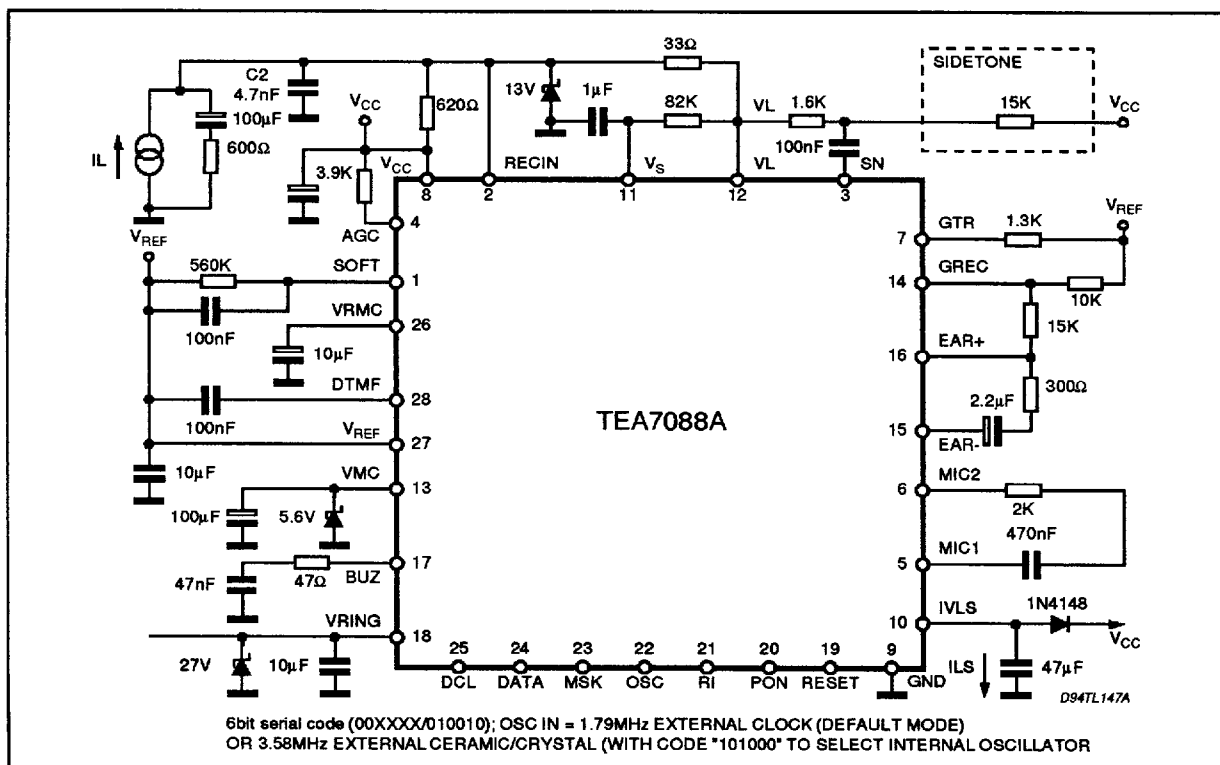 33Ω
SIDETONE
C2
4.7nF
100µF
600Ω
IL
VCC
620Ω
13V
1µF
82K
VL
1.6K
15K
VCC
100nF
3.9K
VCC
RECIN
VS
VL
SN
8
2
11
12
3
4
AGC
VREF
560K
SOFT
1
100nF
VRMC
26
10µF
DTMF
28
100nF
VREF
27
10µF
VMC
13
100µF
5.6V
17
BUZ
47Ω
47nF
VRING
18
27V
10µF
TEA7088A
7
GTR
1.3K
VREF
14
GREC
10K
15K
16
EAR+
300Ω
2.2µF
15
EAR-
6
MIC2
2K
470nF
5
MIC1
10
IVLS
1N4148
VCC
ILS
47µF
25
24
23
22
21
20
19
9
DCL
DATA
MSK
OSC
RI
PON
RESET
GND
D94TL147A
6bit serial code (00XXXX/010010); OSC IN = 1.79MHz EXTERNAL CLOCK (DEFAULT MODE)
OR 3.58MHz EXTERNAL CERAMIC/CRYSTAL (WITH CODE "101000" TO SELECT INTERNAL OSCILLATOR